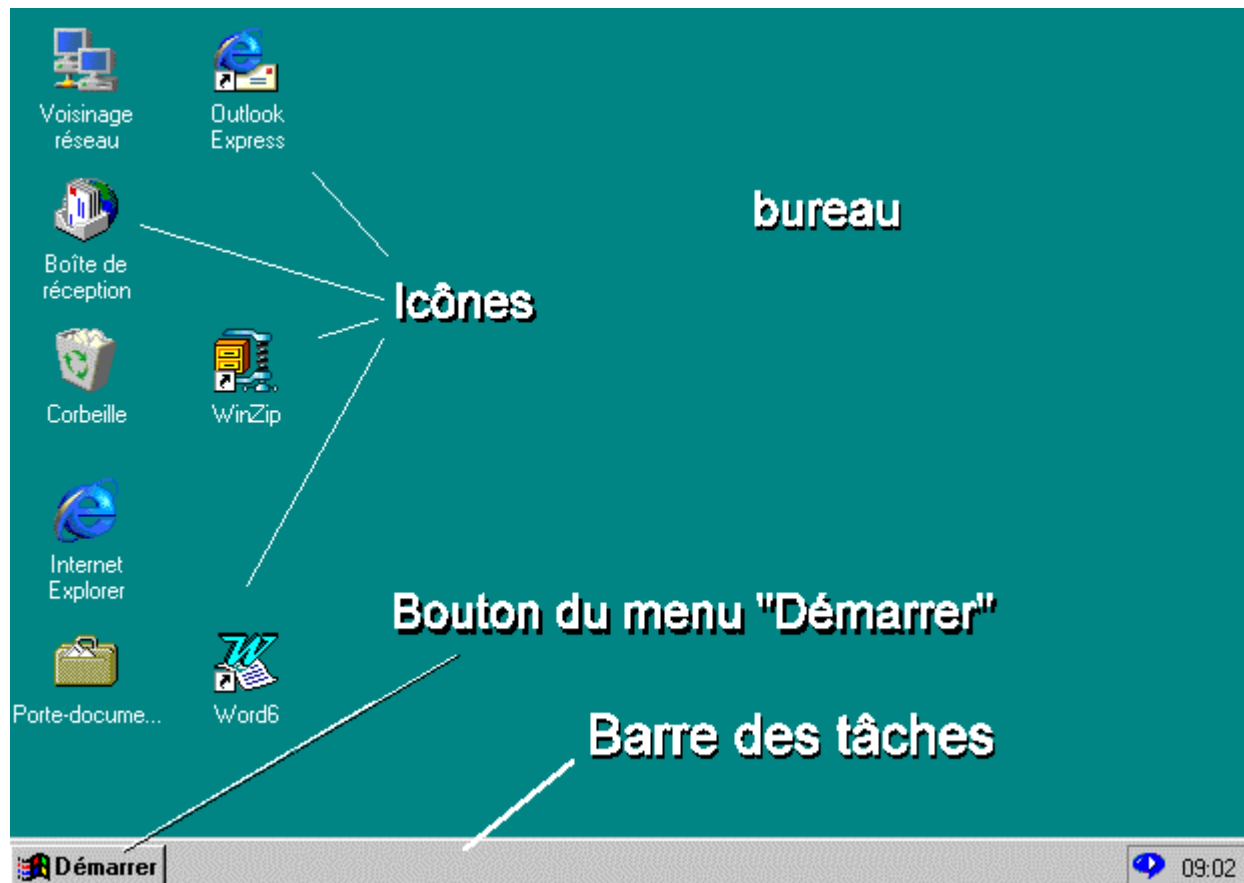 Voisinage
réseau
Outlook
Express
bureau
Boîte de
réception
Icônes
Corbeille
WinZip
Internet
Explorer
Bouton du menu "Démarrer"
Porte-docume...
Word6
Barre des tâches
Démarrer
09:02